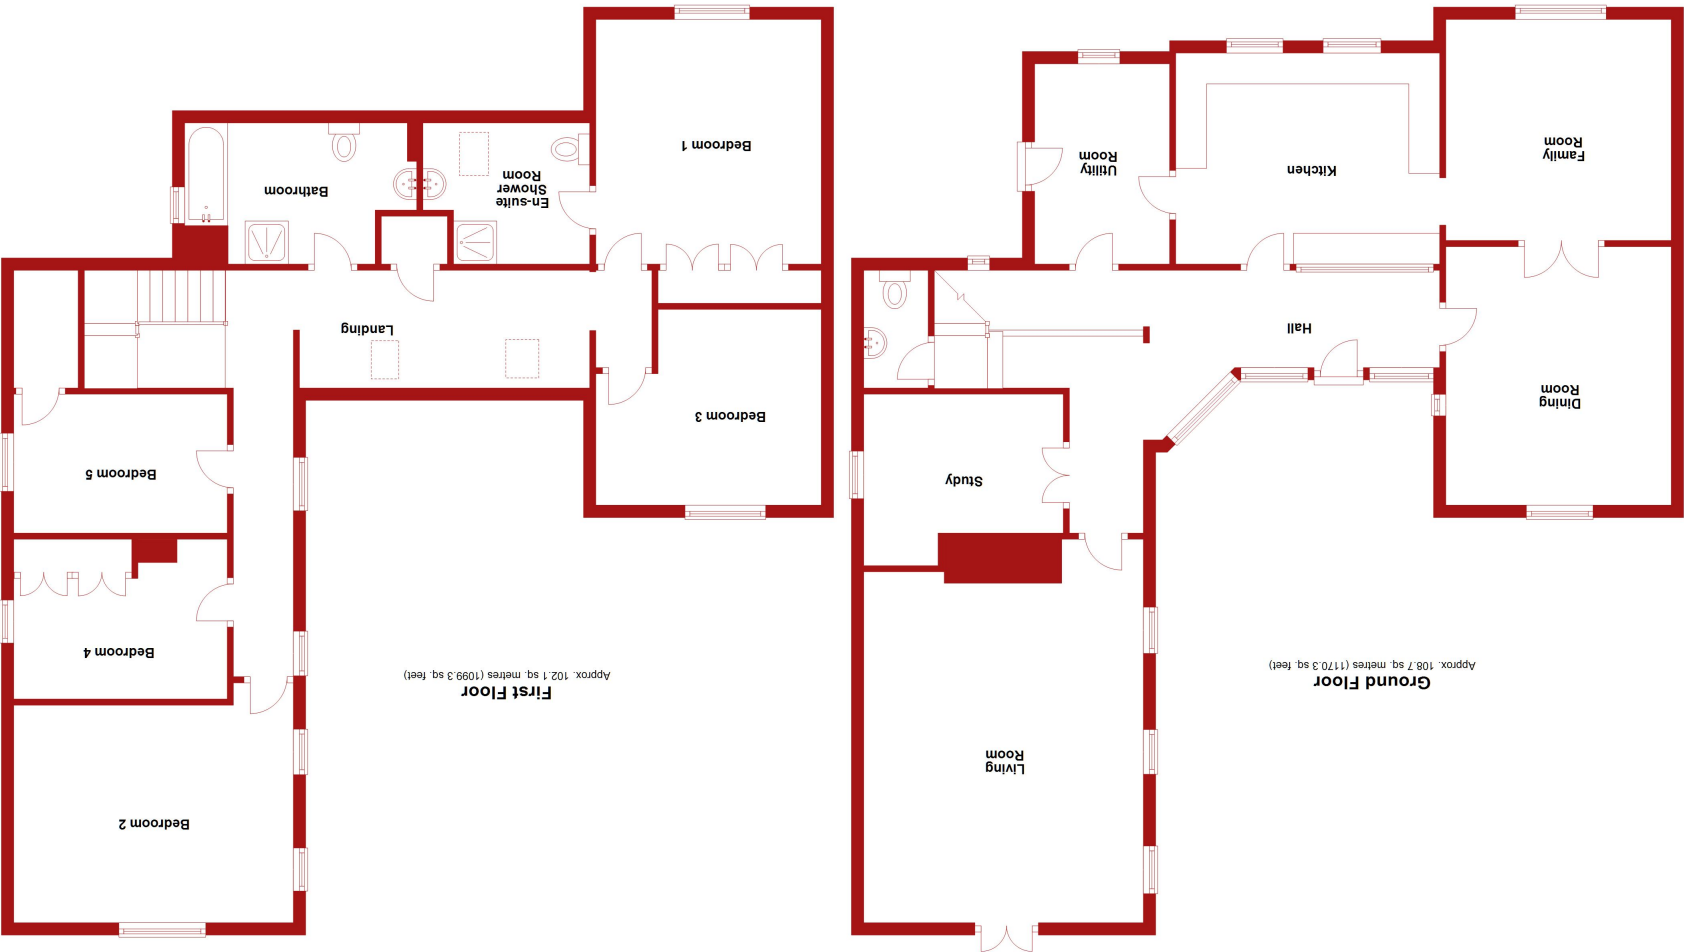 Ground Floor
Approx. 108.7 sq. metres (1170.3 sq. feet)
Living
Room
Study
Dining
Room
Hall
Kitchen
Utility
Room
Family
Room
First Floor
Approx. 102.1 sq. metres (1099.3 sq. feet)
Bedroom 2
Bedroom 4
Bedroom 5
Bedroom 3
Landing
Bathroom
En-suite
Shower
Room
Bedroom 1